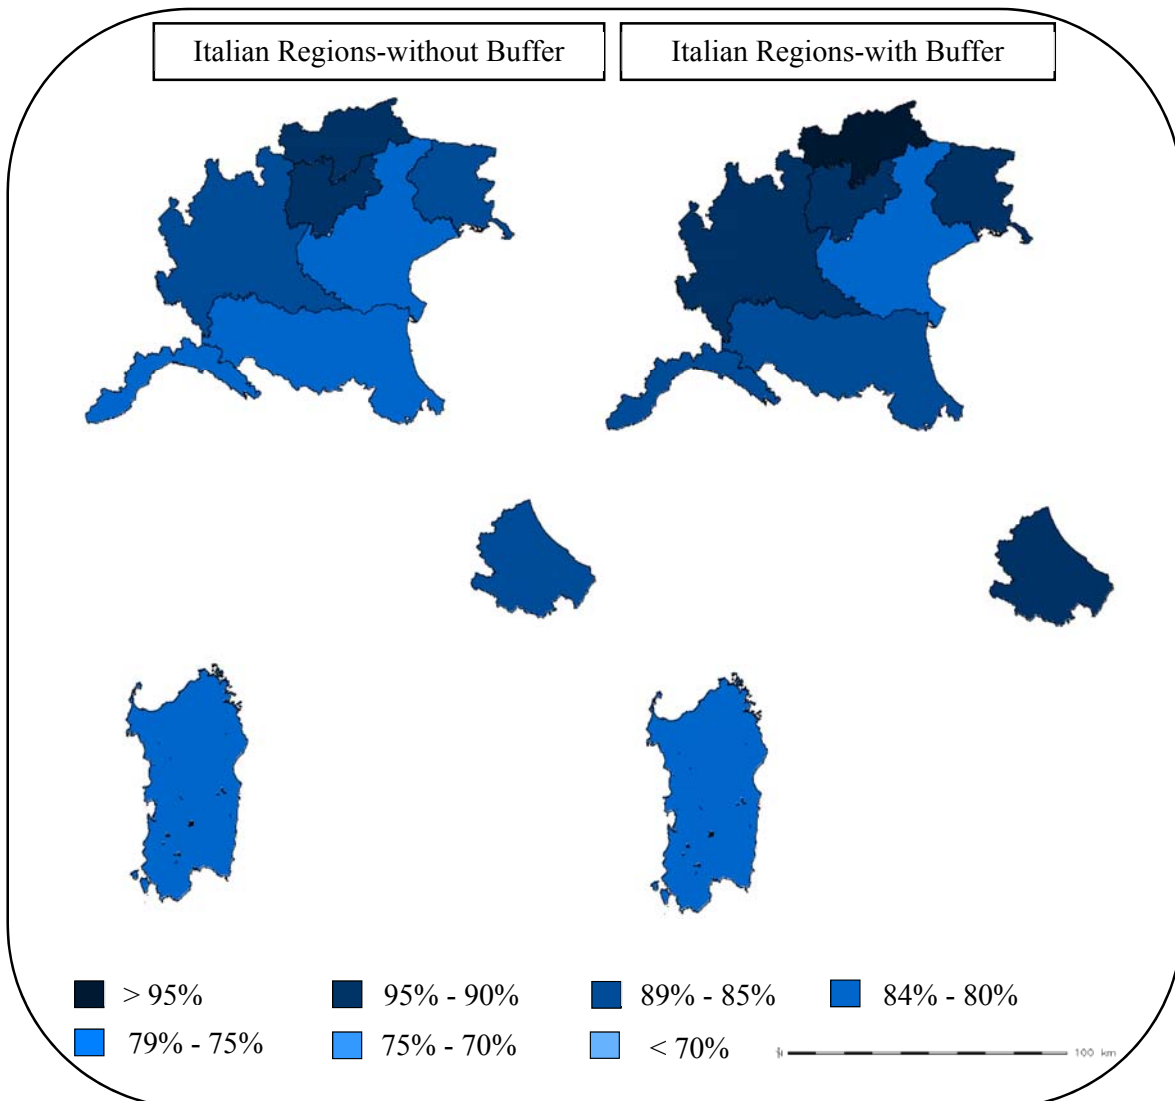 Italian Regions-without Buffer
Italian Regions-with Buffer
> 95%
95% - 90%
89% - 85%
84% - 80%
79% - 75%
75% - 70%
< 70%
100 km